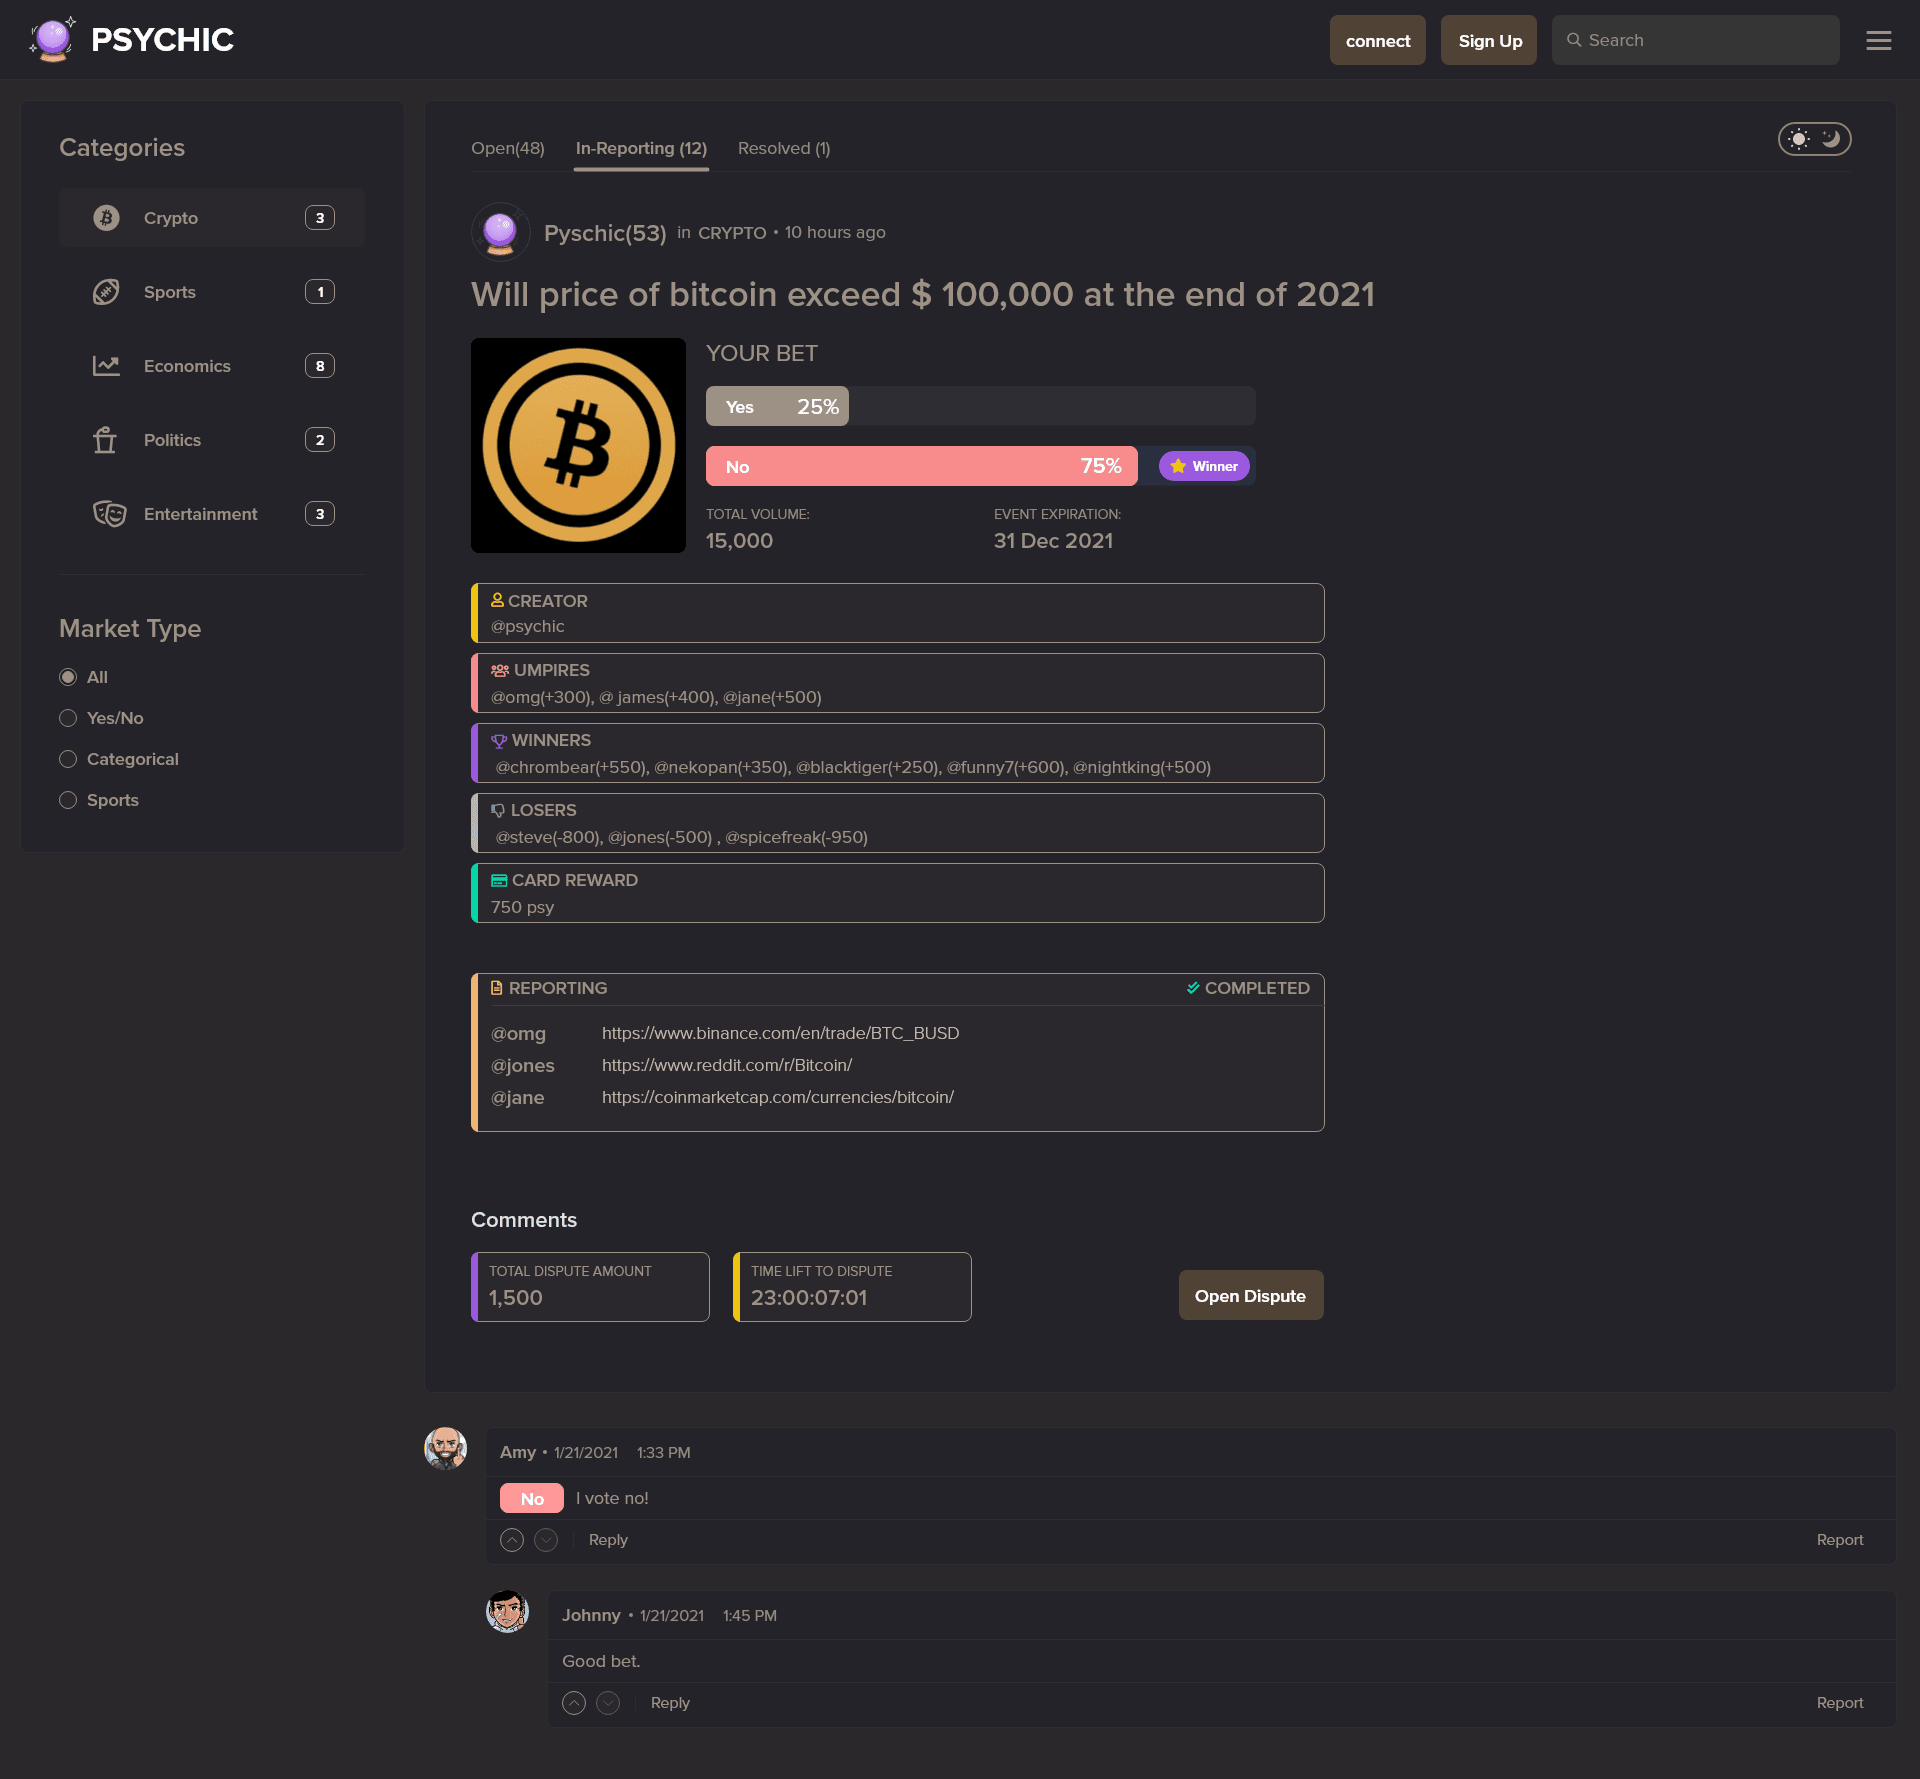 PSYCHIC
connect
Sign Up
Search
Categories
Crypto 3
Sports 1
Economics 8
Politics 2
Entertainment 3
Market Type
All
Yes/No
Categorical
Sports
Open(48) In-Reporting (12) Resolved (1)
Pyschic(53) in CRYPTO • 10 hours ago
Will price of bitcoin exceed $ 100,000 at the end of 2021
YOUR BET
Yes 25%
No 75% Winner
TOTAL VOLUME: EVENT EXPIRATION:
15,000 31 Dec 2021
CREATOR
@psychic
UMPIRES
@omg(+300), @ james(+400), @jane(+500)
WINNERS
@chrombear(+550), @nekopan(+350), @blacktiger(+250), @funny7(+600), @nightking(+500)
LOSERS
@steve(-800), @jones(-500) , @spicefreak(-950)
CARD REWARD
750 psy
REPORTING COMPLETED
@omg https://www.binance.com/en/trade/BTC_BUSD
@jones https://www.reddit.com/r/Bitcoin/
@jane https://coinmarketcap.com/currencies/bitcoin/
Comments
TOTAL DISPUTE AMOUNT
1,500
TIME LIFT TO DISPUTE
23:00:07:01
Open Dispute
Amy • 1/21/2021 1:33 PM
No I vote no!
Reply Report
Johnny • 1/21/2021 1:45 PM
Good bet.
Reply Report